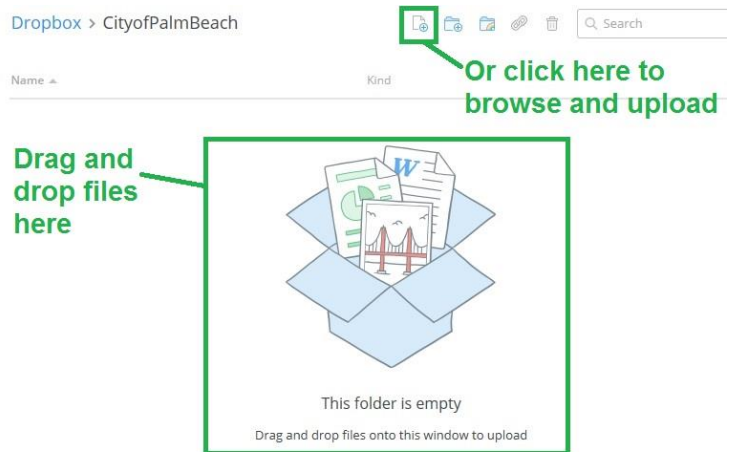 Dropbox > CityofPalmBeach
Search
Or click here to
browse and upload
Name
Kind
Drag and
drop files
here
W
This folder is empty
Drag and drop files onto this window to upload